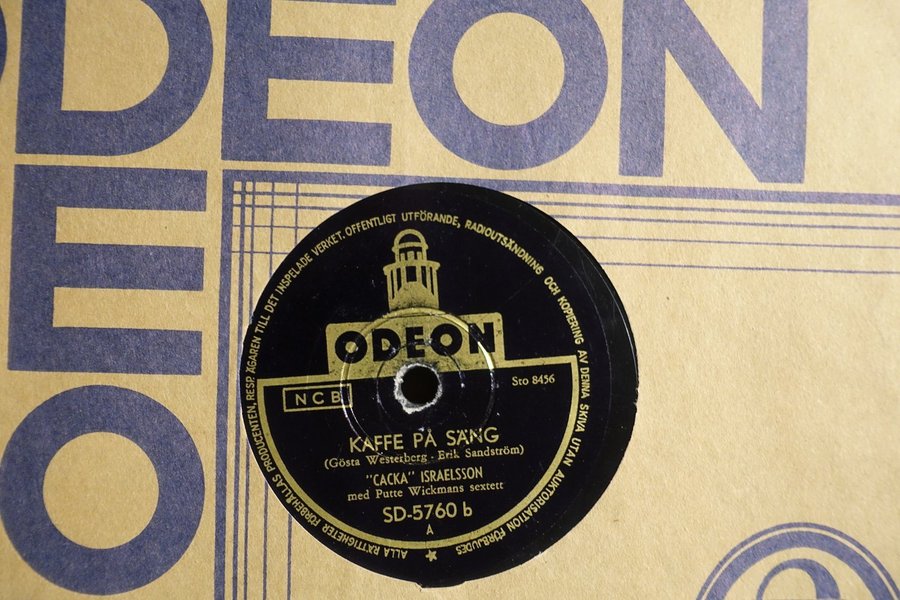 ODEON
ODEON
ALLA RÄTTIGHETER FÖRBEHÅLLAS PRODUCENTEN, RESP. ÄGAREN TILL DET INSPELADE VERKET. OFFENTLIGT UTFÖRANDE, RADIOUTSÄNDNING OCH KOPIERING AV DENNA SKIVA UTAN AUKTORISATION FÖRBJUDES
ODEON
NCB
Sto 8456
KAFFE PÅ SÄNG
(Gösta Westerberg - Erik Sandström)
"CACKA" ISRAELSSON
med Putte Wickmans sextett
SD-5760 b
A